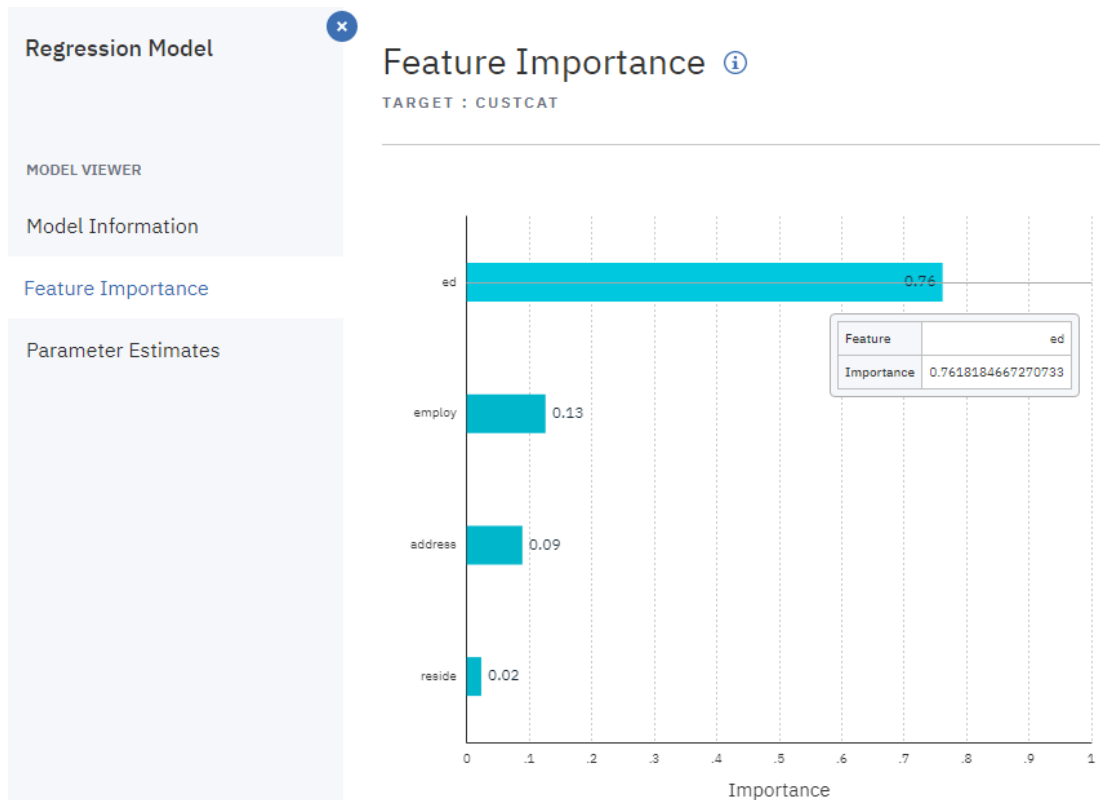 Regression Model
MODEL VIEWER
Model Information
Feature Importance
Parameter Estimates
Feature Importance
TARGET : CUSTCAT
ed
0.76
Feature ed
Importance 0.7618184667270733
employ
0.13
address
0.09
reside
0.02
0 .1 .2 .3 .4 .5 .6 .7 .8 .9 1
Importance